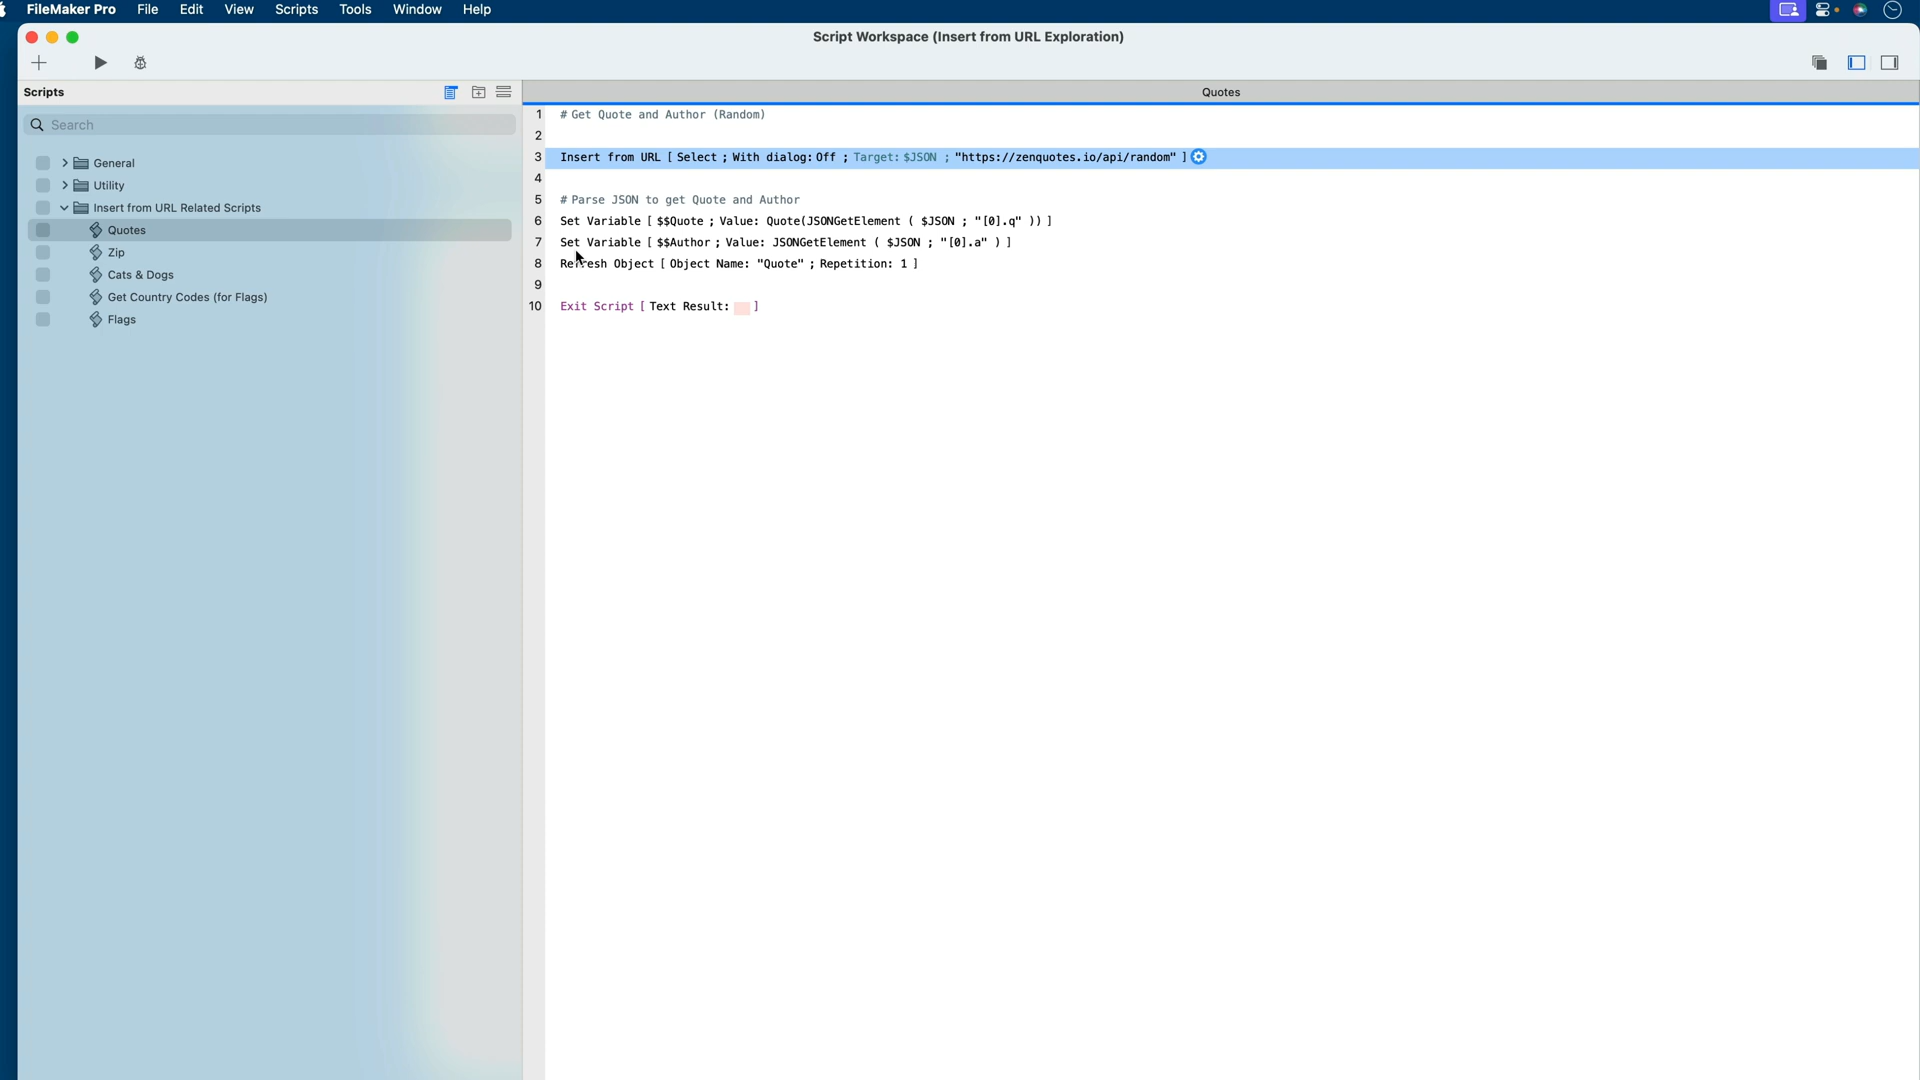 FileMaker Pro File Edit View Scripts Tools Window Help
Script Workspace (Insert from URL Exploration)
Scripts
Quotes
Search
General
Utility
Insert from URL Related Scripts
Quotes
Zip
Cats & Dogs
Get Country Codes (for Flags)
Flags
1 # Get Quote and Author (Random)
2
3 Insert from URL [ Select ; With dialog: Off ; Target: $JSON ; "https://zenquotes.io/api/random" ]
4
5 # Parse JSON to get Quote and Author
6 Set Variable [ $$Quote ; Value: Quote(JSONGetElement ( $JSON ; "[0].q" )) ]
7 Set Variable [ $$Author ; Value: JSONGetElement ( $JSON ; "[0].a" ) ]
8 Refresh Object [ Object Name: "Quote" ; Repetition: 1 ]
9
10 Exit Script [ Text Result: ]